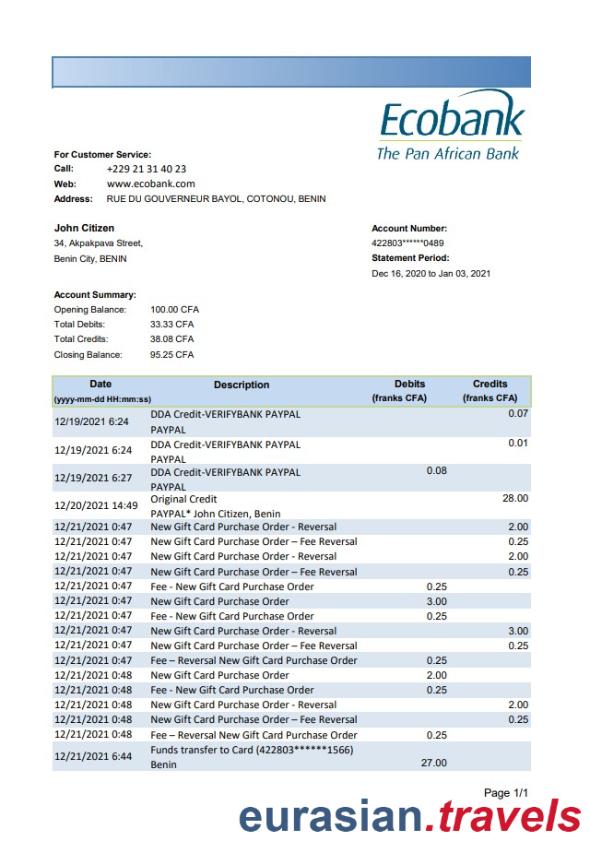 Ecobank
The Pan African Bank
For Customer Service:
Call: +229 21 31 40 23
Web: www.ecobank.com
Address: RUE DU GOUVERNEUR BAYOL, COTONOU, BENIN
John Citizen
34, Akpakpava Street,
Benin City, BENIN
Account Number:
422803******0489
Statement Period:
Dec 16, 2020 to Jan 03, 2021
Account Summary:
Opening Balance: 100.00 CFA
Total Debits: 33.33 CFA
Total Credits: 38.08 CFA
Closing Balance: 95.25 CFA
Date Description Debits Credits
(yyyy-mm-dd HH:mm:ss) (franks CFA) (franks CFA)
12/19/2021 6:24 DDA Credit-VERIFYBANK PAYPAL 0.07
PAYPAL
12/19/2021 6:24 DDA Credit-VERIFYBANK PAYPAL 0.01
PAYPAL
12/19/2021 6:27 DDA Credit-VERIFYBANK PAYPAL 0.08
PAYPAL
12/20/2021 14:49 Original Credit 28.00
PAYPAL* John Citizen, Benin
12/21/2021 0:47 New Gift Card Purchase Order - Reversal 2.00
12/21/2021 0:47 New Gift Card Purchase Order – Fee Reversal 0.25
12/21/2021 0:47 New Gift Card Purchase Order - Reversal 2.00
12/21/2021 0:47 New Gift Card Purchase Order – Fee Reversal 0.25
12/21/2021 0:47 Fee - New Gift Card Purchase Order 0.25
12/21/2021 0:47 New Gift Card Purchase Order 3.00
12/21/2021 0:47 Fee - New Gift Card Purchase Order 0.25
12/21/2021 0:47 New Gift Card Purchase Order - Reversal 3.00
12/21/2021 0:47 New Gift Card Purchase Order – Fee Reversal 0.25
12/21/2021 0:47 Fee – Reversal New Gift Card Purchase Order 0.25
12/21/2021 0:48 New Gift Card Purchase Order 2.00
12/21/2021 0:48 Fee - New Gift Card Purchase Order 0.25
12/21/2021 0:48 New Gift Card Purchase Order - Reversal 2.00
12/21/2021 0:48 New Gift Card Purchase Order – Fee Reversal 0.25
12/21/2021 0:48 Fee – Reversal New Gift Card Purchase Order 0.25
12/21/2021 6:44 Funds transfer to Card (422803******1566)
Benin 27.00
Page 1/1
eurasian.travels